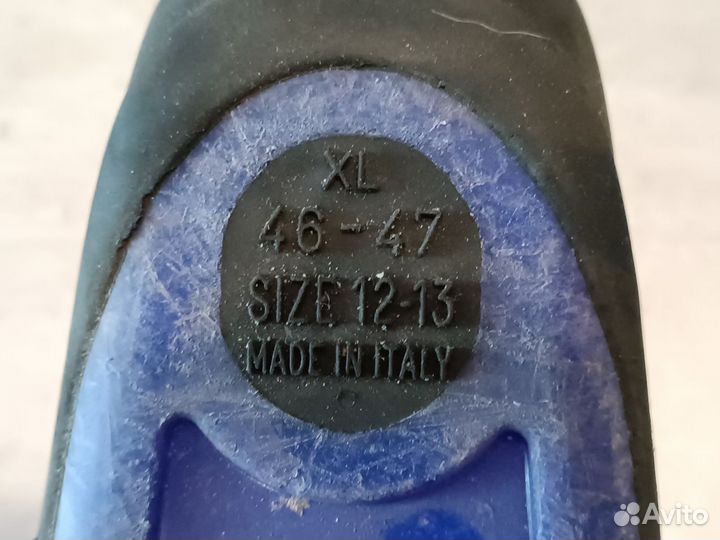 XL
46-47
SIZE 12-13
MADE IN ITALY
Avito